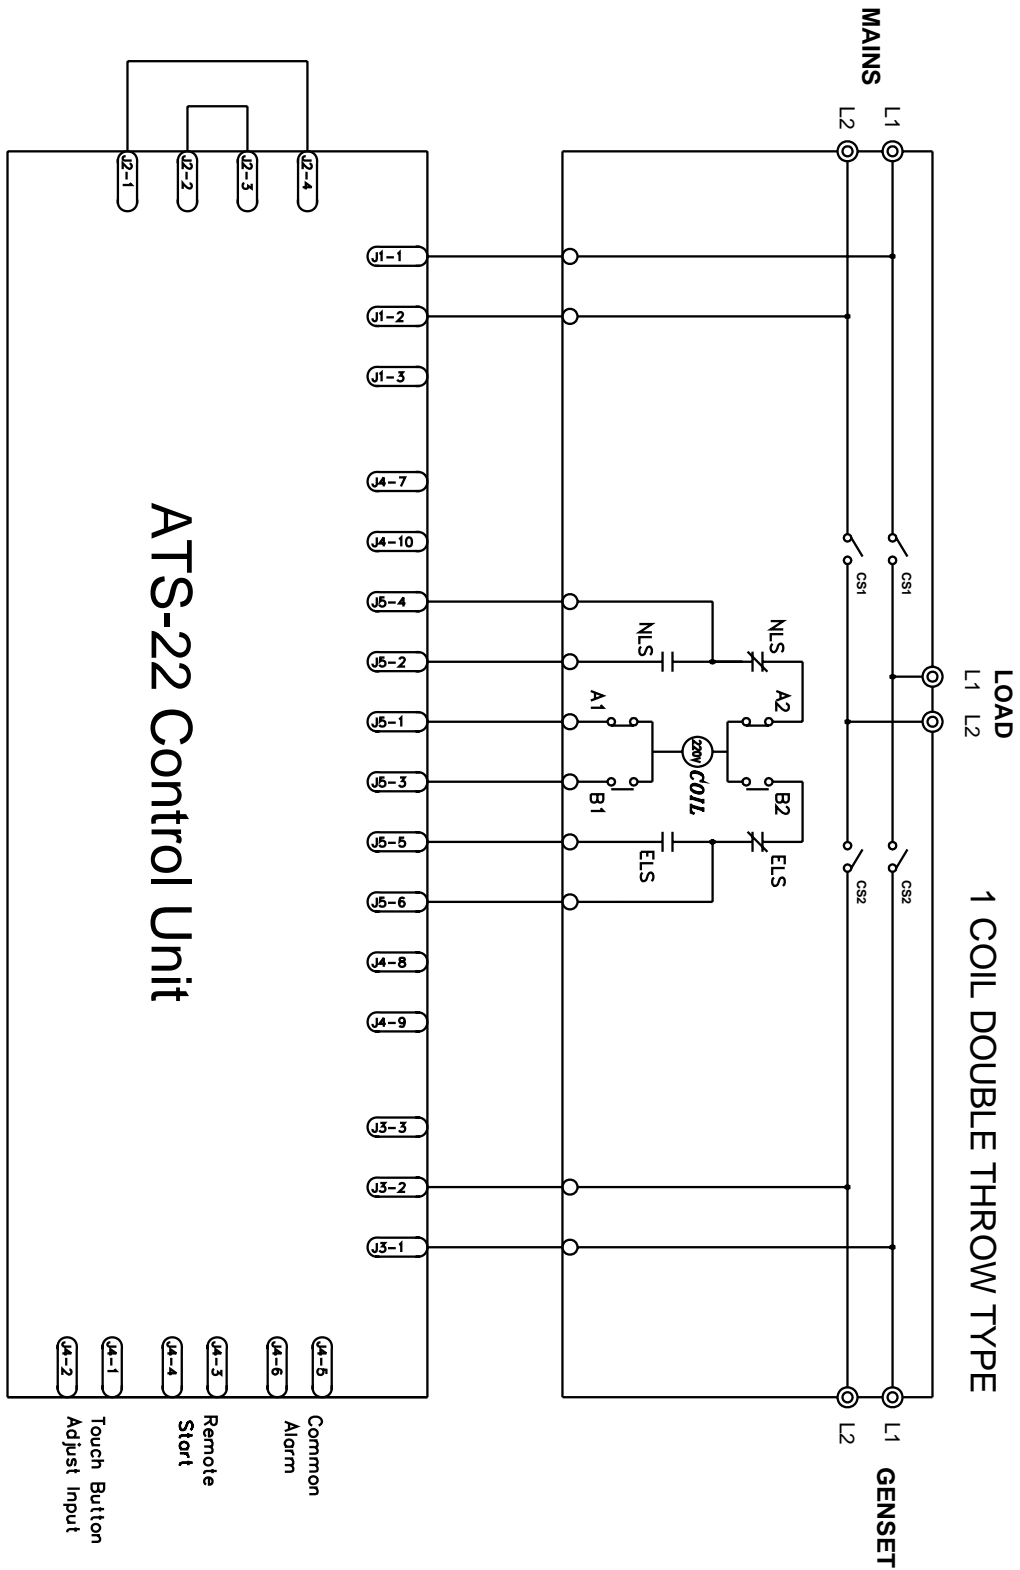 1 COIL DOUBLE THROW TYPE
LOAD
L1 L2
MAINS
GENSET
L1
L1
L2
L2
CS1
CS2
CS1
CS2
A2
B2
NLS
ELS
220V
COIL
NLS
ELS
A1
B1
J1-1
J1-2
J1-3
J4-7
J4-10
J5-4
J5-2
J5-1
J5-3
J5-5
J5-6
J4-8
J4-9
J3-3
J3-2
J3-1
J2-4
J2-3
J2-2
J2-1
ATS-22 Control Unit
J4-5
J4-6
J4-3
J4-4
J4-1
J4-2
Common
Alarm
Remote
Start
Touch Button
Adjust Input